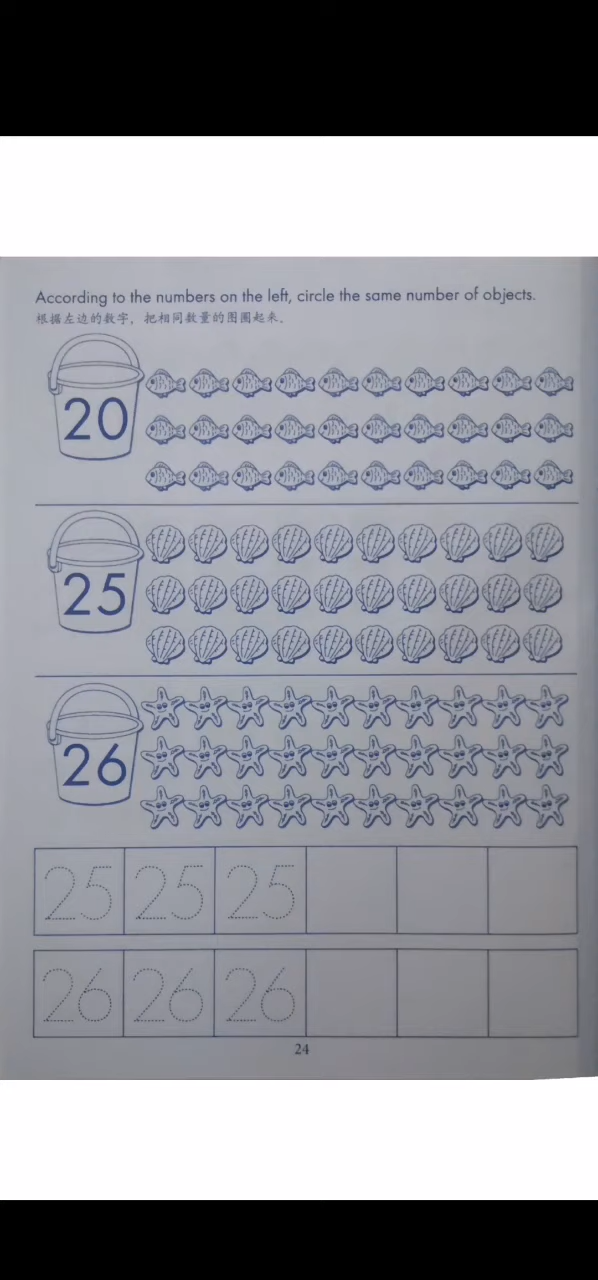 According to the numbers on the left, circle the same number of objects.
根据左边的数字，把相同数量的图圈起来。
20
25
26
25 25 25
26 26 26
24